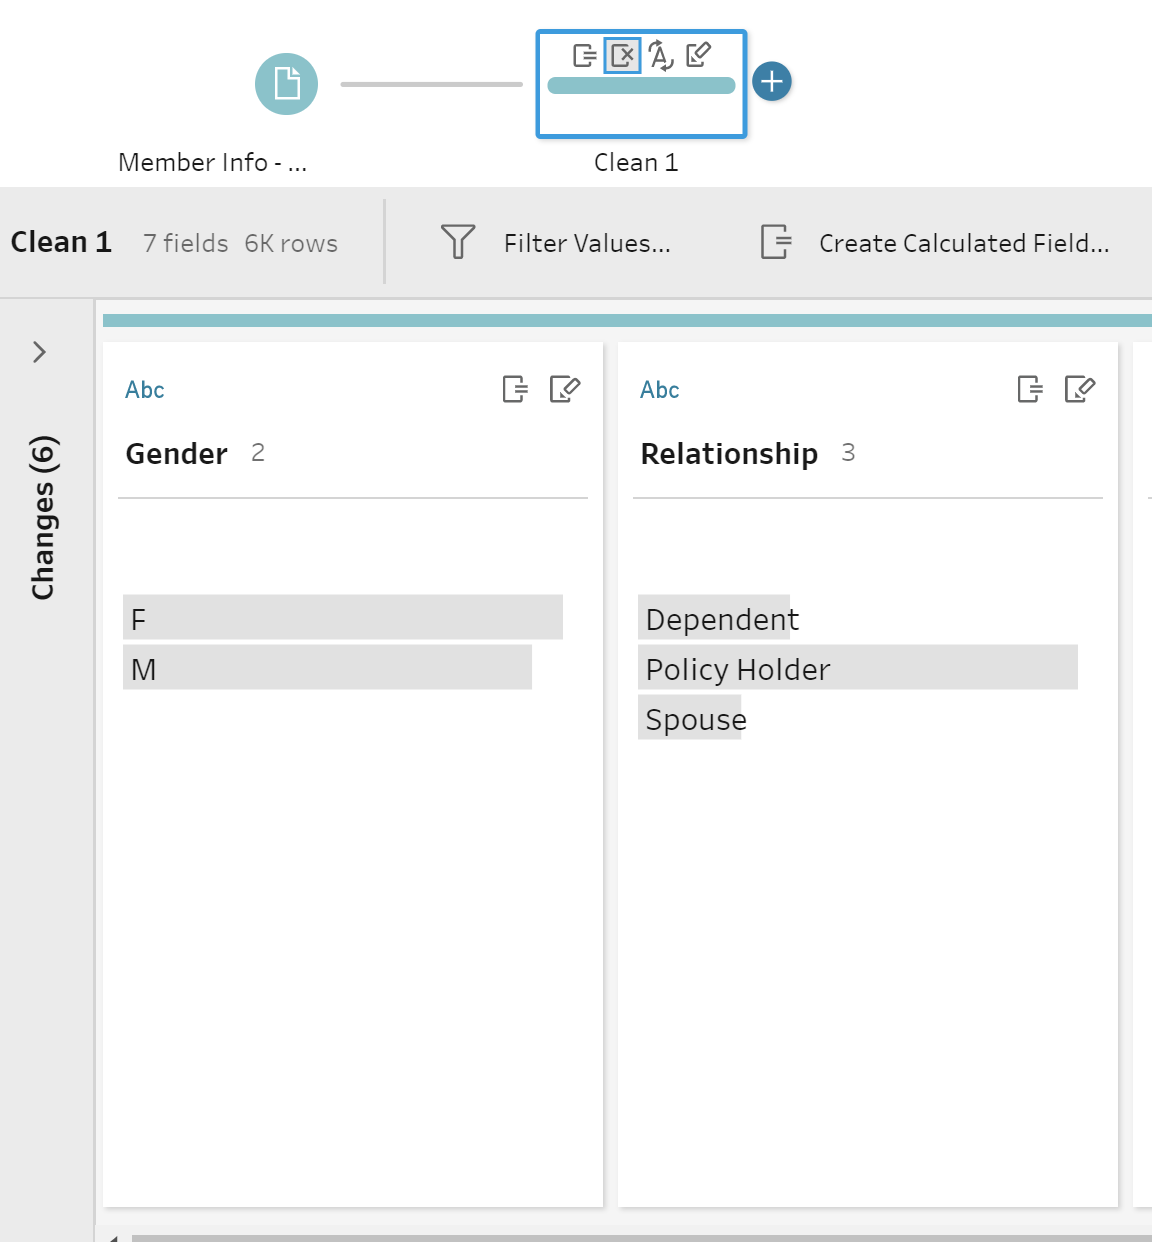 Member Info - ...
Clean 1
Clean 1 7 fields 6K rows Filter Values... Create Calculated Field...
Changes (6)
Abc
Gender 2
F
M
Abc
Relationship 3
Dependent
Policy Holder
Spouse